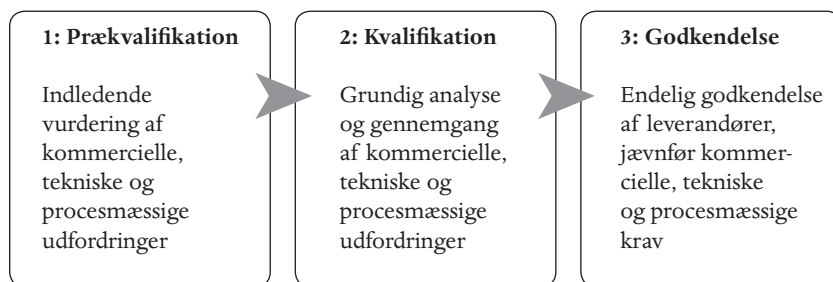 1: Prækvalifikation
Indledende
vurdering af
kommercielle,
tekniske og
procesmæssige
udfordringer
2: Kvalifikation
Grundig analyse
og gennemgang
af kommercielle,
tekniske og
procesmæssige
udfordringer
3: Godkendelse
Endelig godkendelse
af leverandører,
jævnfør kommer-
cielle, tekniske
og procesmæssige
krav